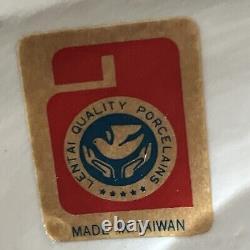 LENTAI QUALITY PORCELAINS
MADE IN TAIWAN